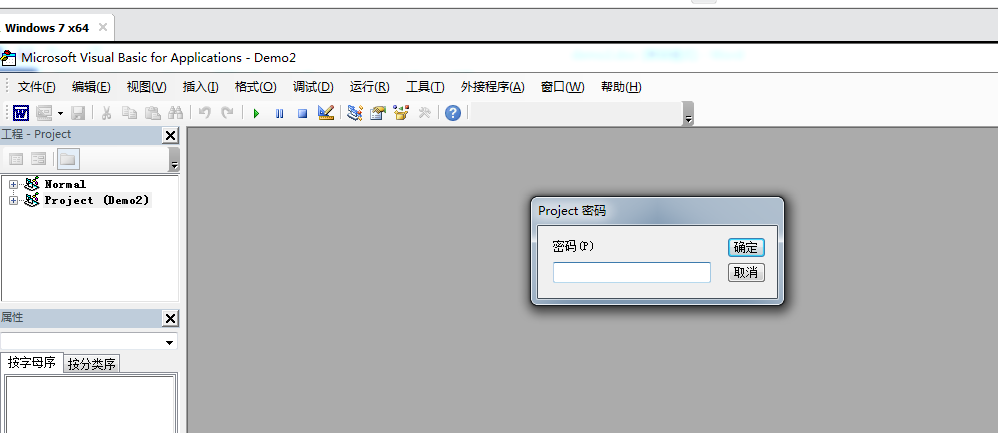 Windows 7 x64
Microsoft Visual Basic for Applications - Demo2
文件(F) 编辑(E) 视图(V) 插入(I) 格式(O) 调试(D) 运行(R) 工具(T) 外接程序(A) 窗口(W) 帮助(H)
工程 - Project
Normal
Project (Demo2)
Project 密码
密码(P)
确定
取消
属性
按字母序 按分类序